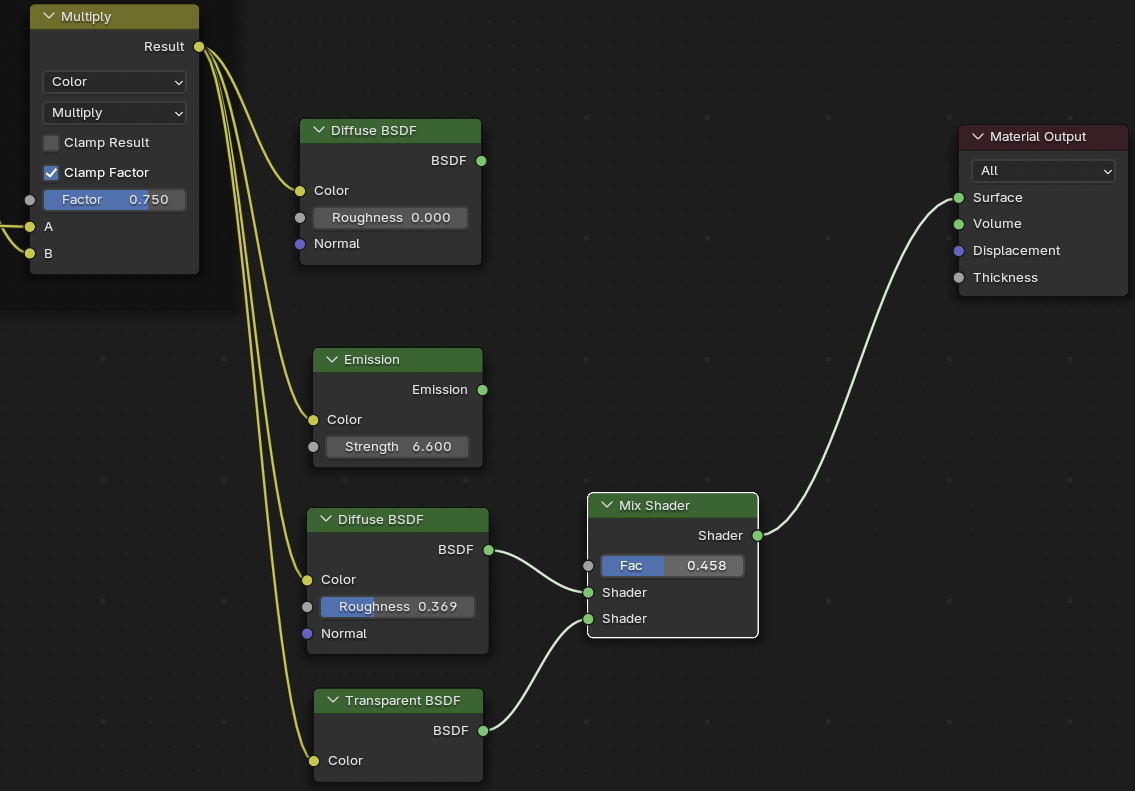 Multiply
Result
Color
Multiply
Clamp Result
Clamp Factor
Factor 0.750
A
B
Diffuse BSDF
BSDF
Color
Roughness 0.000
Normal
Emission
Emission
Color
Strength 6.600
Diffuse BSDF
BSDF
Color
Roughness 0.369
Normal
Transparent BSDF
BSDF
Color
Mix Shader
Shader
Fac 0.458
Shader
Shader
Material Output
All
Surface
Volume
Displacement
Thickness